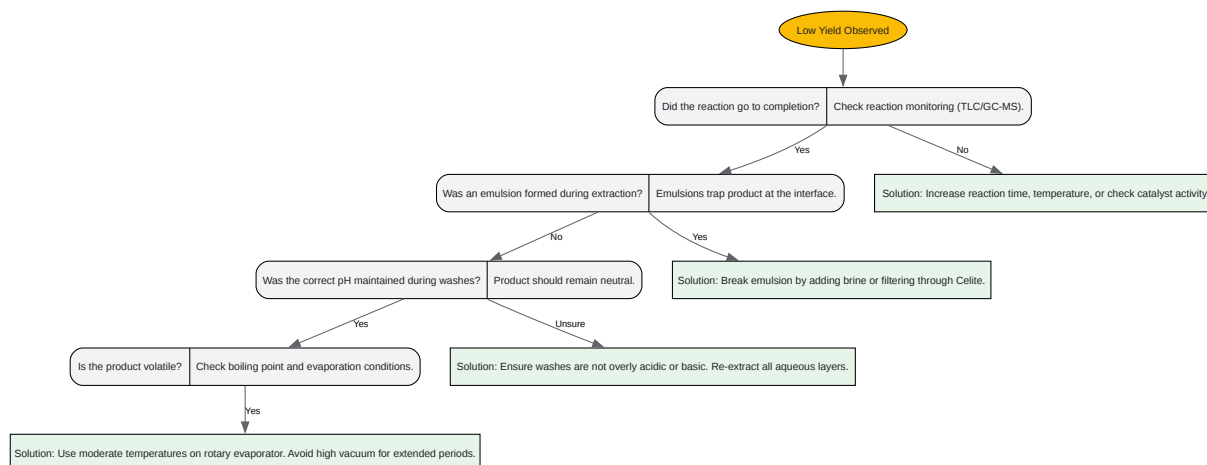 Low Yield Observed
Did the reaction go to completion? Check reaction monitoring (TLC/GC-MS).
Yes
No
Was an emulsion formed during extraction? Emulsions trap product at the interface.
Solution: Increase reaction time, temperature, or check catalyst activity
No
Yes
Was the correct pH maintained during washes? Product should remain neutral.
Solution: Break emulsion by adding brine or filtering through Celite.
Yes
Unsure
Is the product volatile? Check boiling point and evaporation conditions.
Solution: Ensure washes are not overly acidic or basic. Re-extract all aqueous layers.
Yes
Solution: Use moderate temperatures on rotary evaporator. Avoid high vacuum for extended periods.